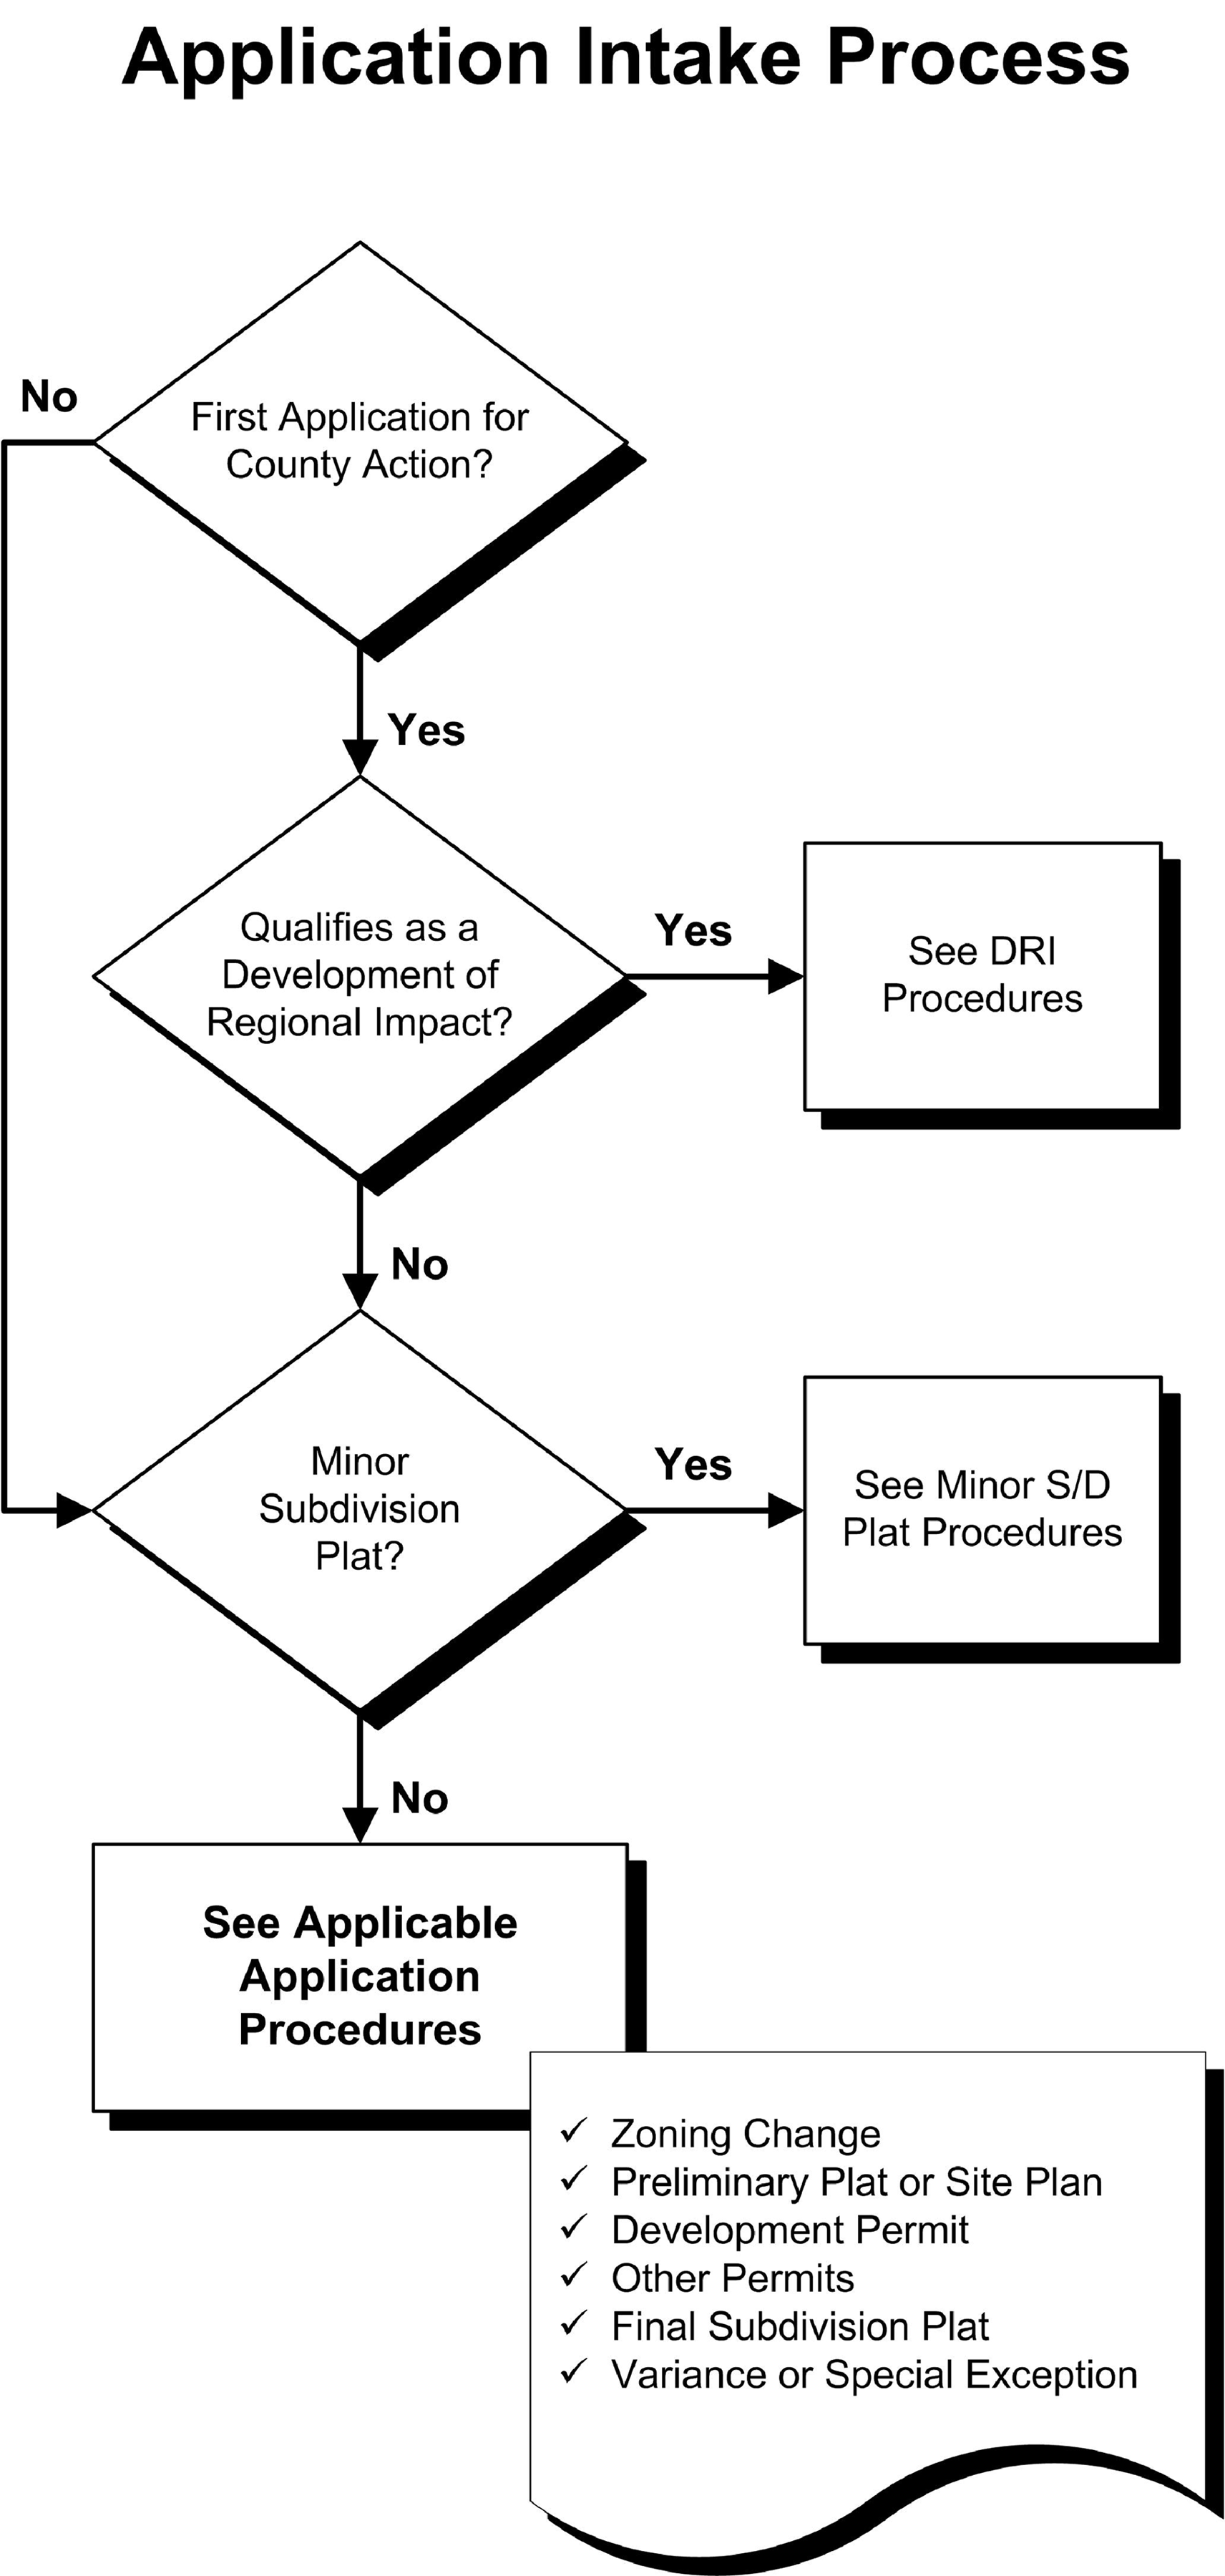 Application Intake Process
No
First Application for
County Action?
Yes
Qualifies as a
Development of
Regional Impact?
Yes
See DRI
Procedures
No
Minor
Subdivision
Plat?
Yes
See Minor S/D
Plat Procedures
No
See Applicable
Application
Procedures
✓ Zoning Change
✓ Preliminary Plat or Site Plan
✓ Development Permit
✓ Other Permits
✓ Final Subdivision Plat
✓ Variance or Special Exception